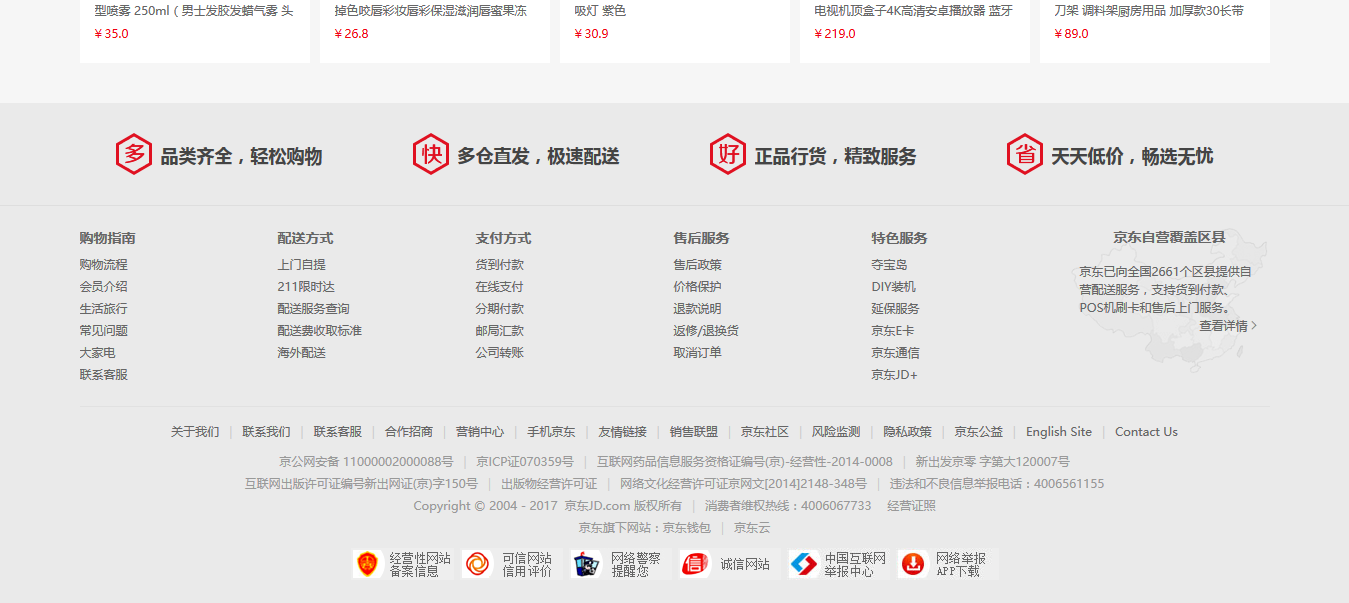 型喷雾 250ml（男士发胶发蜡气雾 头
¥35.0
掉色咬唇彩妆唇彩保湿滋润唇蜜果冻
¥26.8
吸灯 紫色
¥30.9
电视机顶盒子4K高清安卓播放器 蓝牙
¥219.0
刀架 调料架厨房用品 加厚款30长带
¥89.0
多 品类齐全，轻松购物
快 多仓直发，极速配送
好 正品行货，精致服务
省 天天低价，畅选无忧
购物指南
购物流程
会员介绍
生活旅行
常见问题
大家电
联系客服
配送方式
上门自提
211限时达
配送服务查询
配送费收取标准
海外配送
支付方式
货到付款
在线支付
分期付款
邮局汇款
公司转账
售后服务
售后政策
价格保护
退款说明
返修/退换货
取消订单
特色服务
夺宝岛
DIY装机
延保服务
京东E卡
京东通信
京东JD+
京东自营覆盖区县
京东已向全国2661个区县提供自
营配送服务，支持货到付款、
POS机刷卡和售后上门服务。
查看详情 >
关于我们 | 联系我们 | 联系客服 | 合作招商 | 营销中心 | 手机京东 | 友情链接 | 销售联盟 | 京东社区 | 风险监测 | 隐私政策 | 京东公益 | English Site | Contact Us
京公网安备 11000002000088号 | 京ICP证070359号 | 互联网药品信息服务资格证编号(京)-经营性-2014-0008 | 新出发京零 字第大120007号
互联网出版许可证编号新出网证(京)字150号 | 出版物经营许可证 | 网络文化经营许可证京网文[2014]2148-348号 | 违法和不良信息举报电话：4006561155
Copyright © 2004 - 2017 京东JD.com 版权所有 | 消费者维权热线：4006067733 经营证照
京东旗下网站：京东钱包 | 京东云
经营性网站
备案信息
可信网站
信用评价
网络警察
提醒您
信 诚信网站
中国互联网
举报中心
网络举报
APP下载